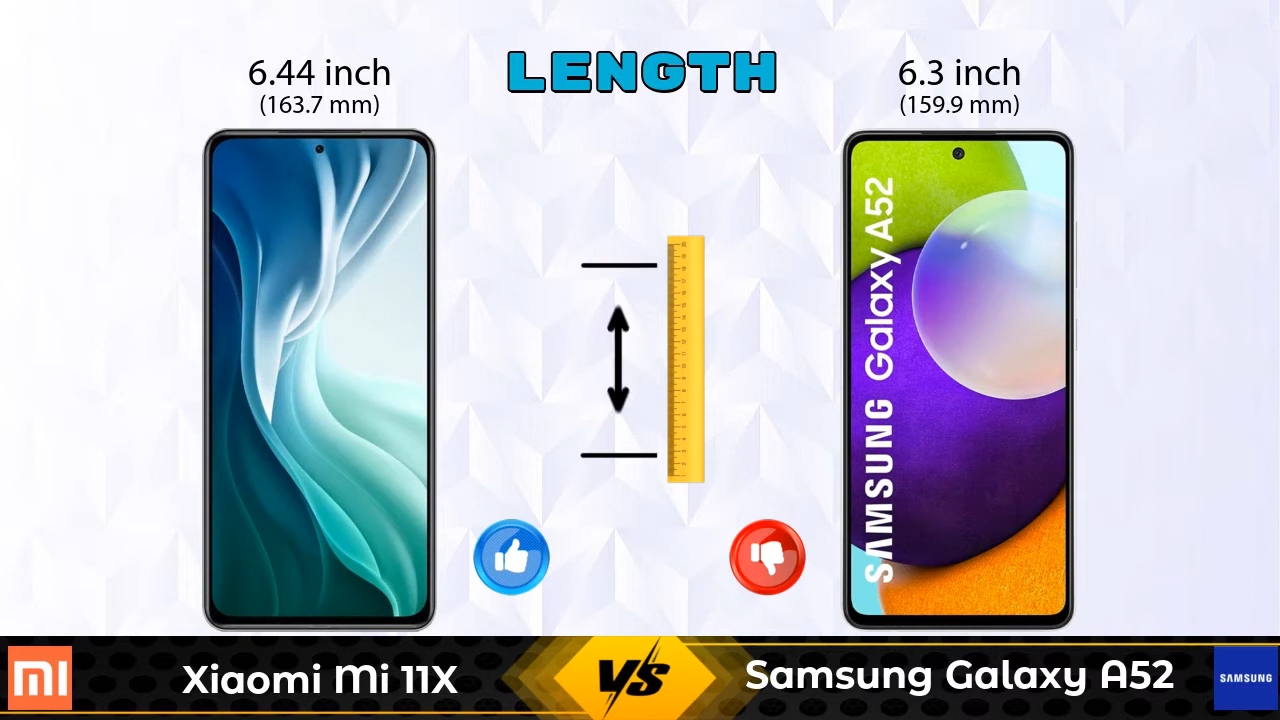 LENGTH
6.44 inch
(163.7 mm)
6.3 inch
(159.9 mm)
SAMSUNG Galaxy A52
MI
Xiaomi Mi 11X
VS
Samsung Galaxy A52
SAMSUNG